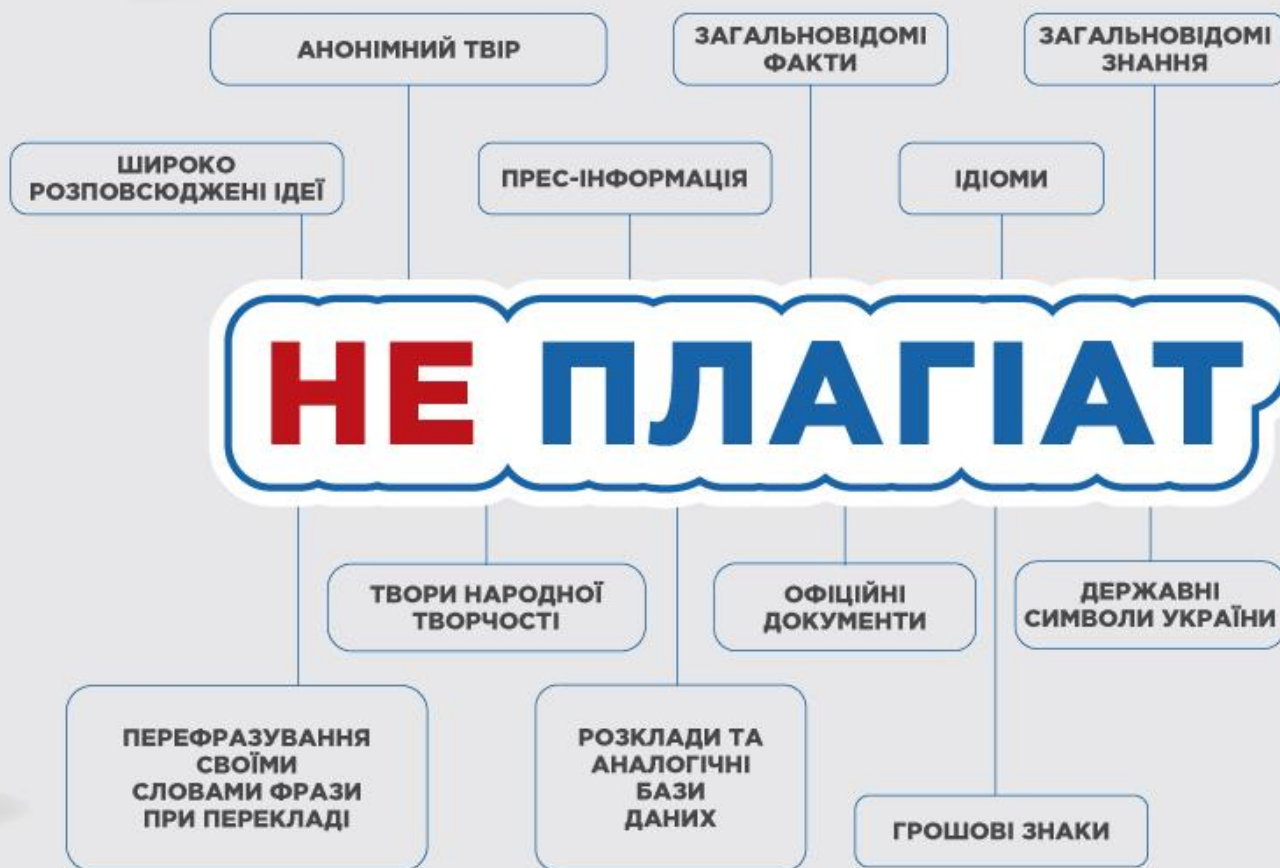 АНОНІМНИЙ ТВІР
ЗАГАЛЬНОВІДОМІ
ФАКТИ
ЗАГАЛЬНОВІДОМІ
ЗНАННЯ
ШИРОКО
РОЗПОВСЮДЖЕНІ ІДЕЇ
ПРЕС-ІНФОРМАЦІЯ
ІДІОМИ
НЕ ПЛАГІАТ
ТВОРИ НАРОДНОЇ
ТВОРЧОСТІ
ОФІЦІЙНІ
ДОКУМЕНТИ
ДЕРЖАВНІ
СИМВОЛИ УКРАЇНИ
ПЕРЕФРАЗУВАННЯ
СВОЇМИ
СЛОВАМИ ФРАЗИ
ПРИ ПЕРЕКЛАДІ
РОЗКЛАДИ ТА
АНАЛОГІЧНІ
БАЗИ
ДАНИХ
ГРОШОВІ ЗНАКИ